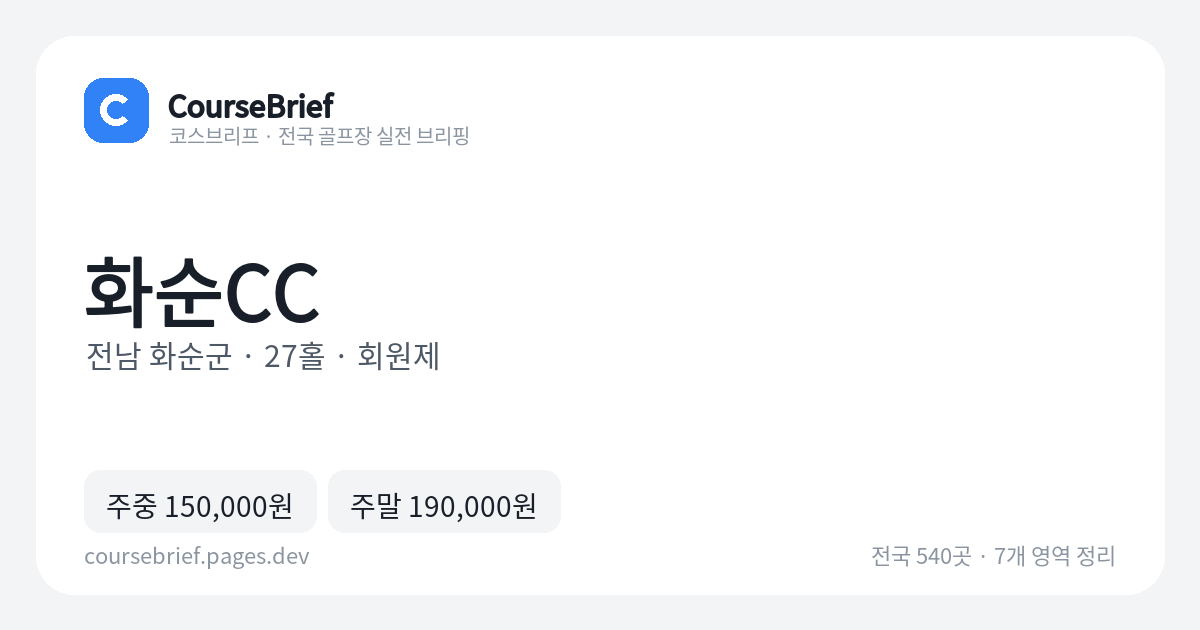 C
CourseBrief
코스브리프 · 전국 골프장 실전 브리핑
화순CC
전남 화순군 · 27홀 · 회원제
주중 150,000원 주말 190,000원
coursebrief.pages.dev 전국 540곳 · 7개 영역 정리